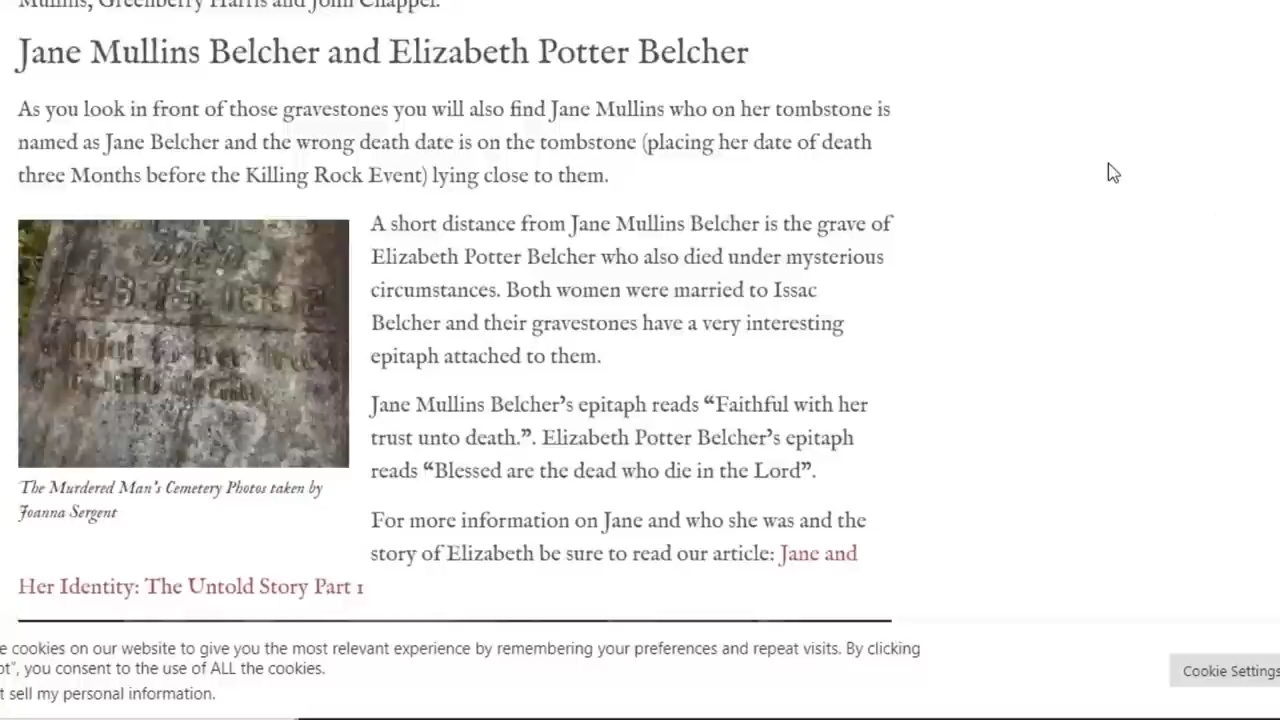 Mullins, Greenberry Harris and John Chappel.
Jane Mullins Belcher and Elizabeth Potter Belcher
As you look in front of those gravestones you will also find Jane Mullins who on her tombstone is
named as Jane Belcher and the wrong death date is on the tombstone (placing her date of death
three Months before the Killing Rock Event) lying close to them.
A short distance from Jane Mullins Belcher is the grave of
Elizabeth Potter Belcher who also died under mysterious
circumstances. Both women were married to Issac
Belcher and their gravestones have a very interesting
epitaph attached to them.
Jane Mullins Belcher's epitaph reads “Faithful with her
trust unto death.”. Elizabeth Potter Belcher's epitaph
reads “Blessed are the dead who die in the Lord”.
The Murdered Man's Cemetery Photos taken by
Joanna Sergent
For more information on Jane and who she was and the
story of Elizabeth be sure to read our article: Jane and
Her Identity: The Untold Story Part 1
e cookies on our website to give you the most relevant experience by remembering your preferences and repeat visits. By clicking
pt”, you consent to the use of ALL the cookies.
t sell my personal information.
Cookie Settings